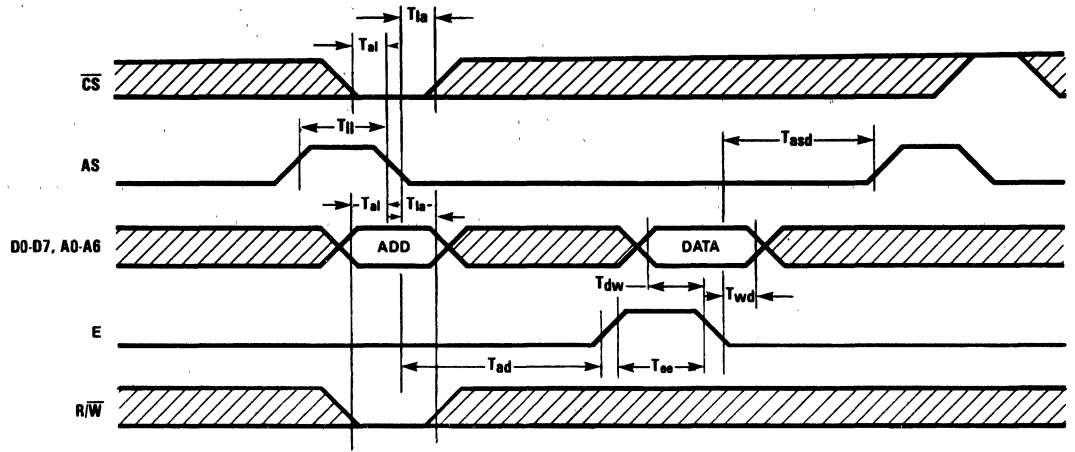 Tla
Tal
CS
Tll
Tasd
AS
Tal
Tla
D0-D7, A0-A6
ADD
DATA
Tdw
Twd
E
Tad
Tee
R/W